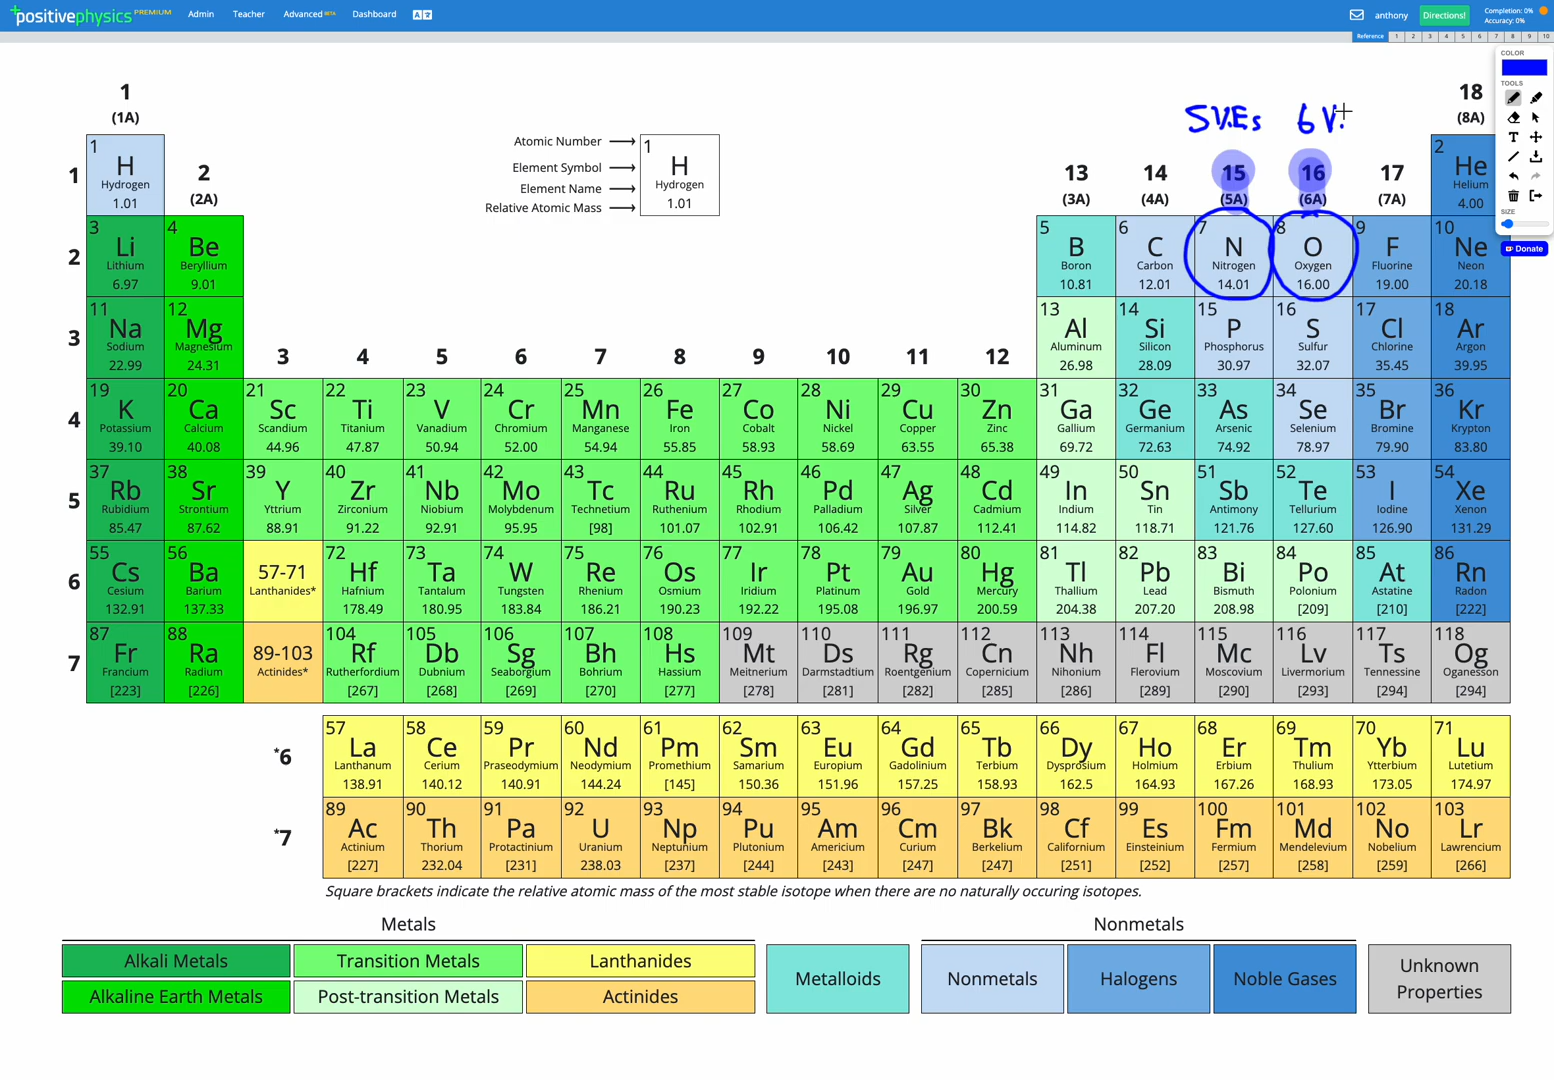 positivephysics PREMIUM Admin Teacher Advanced BETA Dashboard anthony Directions! Completion: 0%
Accuracy: 0%
Reference 1 2 3 4 5 6 7 8 9 10
COLOR
TOOLS
T
SIZE
Donate
5 V.Es 6 V.
1 18
(1A) (8A)
Atomic Number 1
Element Symbol H
Element Name Hydrogen
Relative Atomic Mass 1.01
2 13 14 15 16 17
(2A) (3A) (4A) (5A) (6A) (7A)
1
1 2
H He
Hydrogen Helium
1.01 4.00
2
3 4 5 6 7 8 9 10
Li Be B C N O F Ne
Lithium Beryllium Boron Carbon Nitrogen Oxygen Fluorine Neon
6.97 9.01 10.81 12.01 14.01 16.00 19.00 20.18
3
11 12 13 14 15 16 17 18
Na Mg Al Si P S Cl Ar
Sodium Magnesium Aluminum Silicon Phosphorus Sulfur Chlorine Argon
22.99 24.31 26.98 28.09 30.97 32.07 35.45 39.95
3 4 5 6 7 8 9 10 11 12
4
19 20 21 22 23 24 25 26 27 28 29 30 31 32 33 34 35 36
K Ca Sc Ti V Cr Mn Fe Co Ni Cu Zn Ga Ge As Se Br Kr
Potassium Calcium Scandium Titanium Vanadium Chromium Manganese Iron Cobalt Nickel Copper Zinc Gallium Germanium Arsenic Selenium Bromine Krypton
39.10 40.08 44.96 47.87 50.94 52.00 54.94 55.85 58.93 58.69 63.55 65.38 69.72 72.63 74.92 78.97 79.90 83.80
5
37 38 39 40 41 42 43 44 45 46 47 48 49 50 51 52 53 54
Rb Sr Y Zr Nb Mo Tc Ru Rh Pd Ag Cd In Sn Sb Te I Xe
Rubidium Strontium Yttrium Zirconium Niobium Molybdenum Technetium Ruthenium Rhodium Palladium Silver Cadmium Indium Tin Antimony Tellurium Iodine Xenon
85.47 87.62 88.91 91.22 92.91 95.95 [98] 101.07 102.91 106.42 107.87 112.41 114.82 118.71 121.76 127.60 126.90 131.29
6
55 56 72 73 74 75 76 77 78 79 80 81 82 83 84 85 86
Cs Ba 57-71 Hf Ta W Re Os Ir Pt Au Hg Tl Pb Bi Po At Rn
Cesium Barium Lanthanides* Hafnium Tantalum Tungsten Rhenium Osmium Iridium Platinum Gold Mercury Thallium Lead Bismuth Polonium Astatine Radon
132.91 137.33 178.49 180.95 183.84 186.21 190.23 192.22 195.08 196.97 200.59 204.38 207.20 208.98 [209] [210] [222]
7
87 88 104 105 106 107 108 109 110 111 112 113 114 115 116 117 118
Fr Ra 89-103 Rf Db Sg Bh Hs Mt Ds Rg Cn Nh Fl Mc Lv Ts Og
Francium Radium Actinides* Rutherfordium Dubnium Seaborgium Bohrium Hassium Meitnerium Darmstadtium Roentgenium Copernicium Nihonium Flerovium Moscovium Livermorium Tennessine Oganesson
[223] [226] [267] [268] [269] [270] [277] [278] [281] [282] [285] [286] [289] [290] [293] [294] [294]
*6
57 58 59 60 61 62 63 64 65 66 67 68 69 70 71
La Ce Pr Nd Pm Sm Eu Gd Tb Dy Ho Er Tm Yb Lu
Lanthanum Cerium Praseodymium Neodymium Promethium Samarium Europium Gadolinium Terbium Dysprosium Holmium Erbium Thulium Ytterbium Lutetium
138.91 140.12 140.91 144.24 [145] 150.36 151.96 157.25 158.93 162.5 164.93 167.26 168.93 173.05 174.97
*7
89 90 91 92 93 94 95 96 97 98 99 100 101 102 103
Ac Th Pa U Np Pu Am Cm Bk Cf Es Fm Md No Lr
Actinium Thorium Protactinium Uranium Neptunium Plutonium Americium Curium Berkelium Californium Einsteinium Fermium Mendelevium Nobelium Lawrencium
[227] 232.04 [231] 238.03 [237] [244] [243] [247] [247] [251] [252] [257] [258] [259] [266]
Square brackets indicate the relative atomic mass of the most stable isotope when there are no naturally occuring isotopes.
Metals Nonmetals
Alkali Metals Transition Metals Lanthanides Metalloids Nonmetals Halogens Noble Gases Unknown Properties
Alkaline Earth Metals Post-transition Metals Actinides